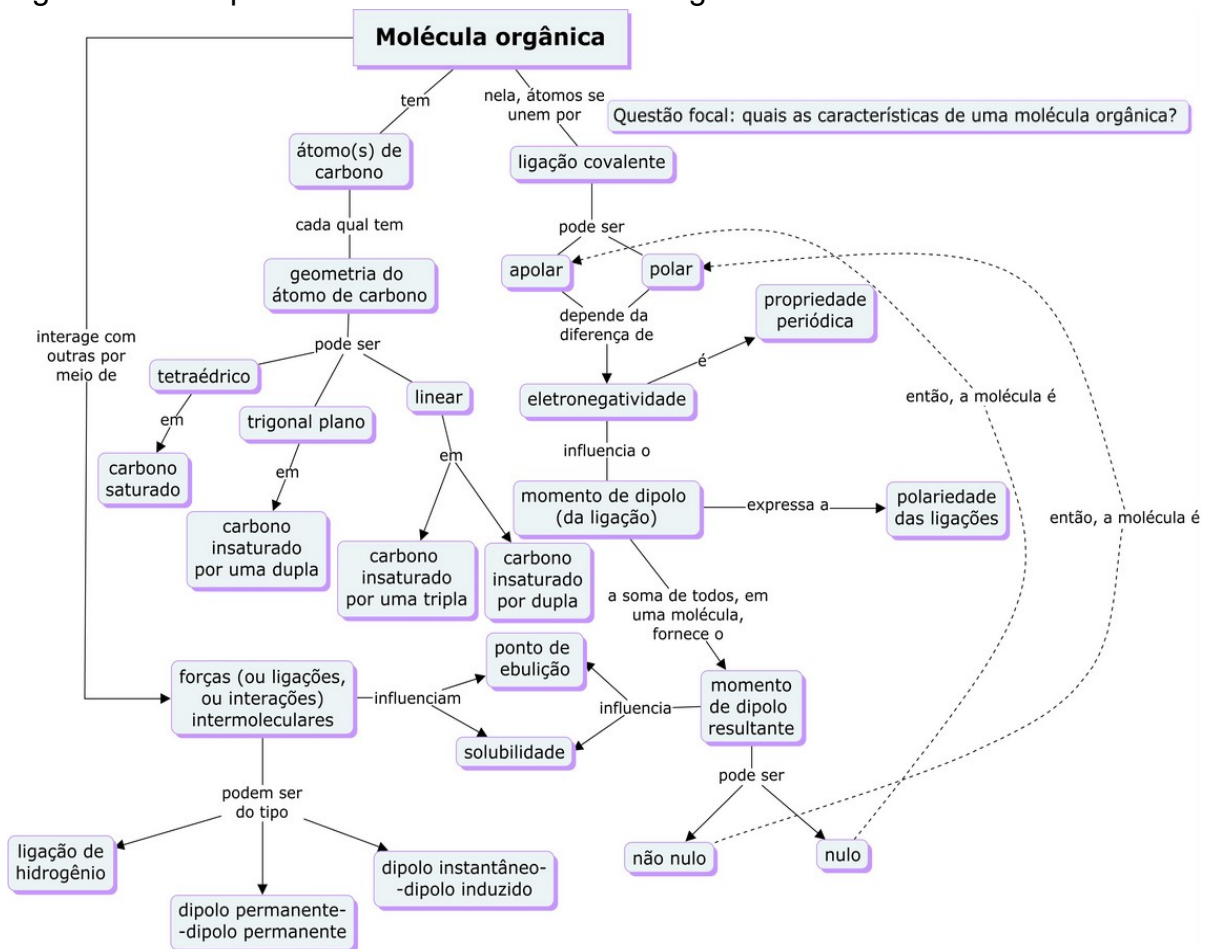 Molécula orgânica
tem
nela, átomos se
unem por
Questão focal: quais as características de uma molécula orgânica?
átomo(s) de
carbono
ligação covalente
cada qual tem
pode ser
geometria do
átomo de carbono
apolar
polar
depende da
diferença de
propriedade
periódica
interage com
outras por
meio de
pode ser
é
tetraédrico
linear
eletronegatividade
então, a molécula é
trigonal plano
em
em
em
influencia o
carbono
saturado
momento de dipolo
(da ligação)
expressa a
polariedade
das ligações
então, a molécula é
carbono
insaturado
por uma dupla
carbono
insaturado
por uma tripla
carbono
insaturado
por dupla
a soma de todos, em
uma molécula,
fornece o
ponto de
ebulição
forças (ou ligações,
ou interações)
intermoleculares
influenciam
influencia
momento
de dipolo
resultante
solubilidade
podem ser
do tipo
pode ser
ligação de
hidrogênio
dipolo instantâneo-
-dipolo induzido
não nulo
nulo
dipolo permanente-
-dipolo permanente